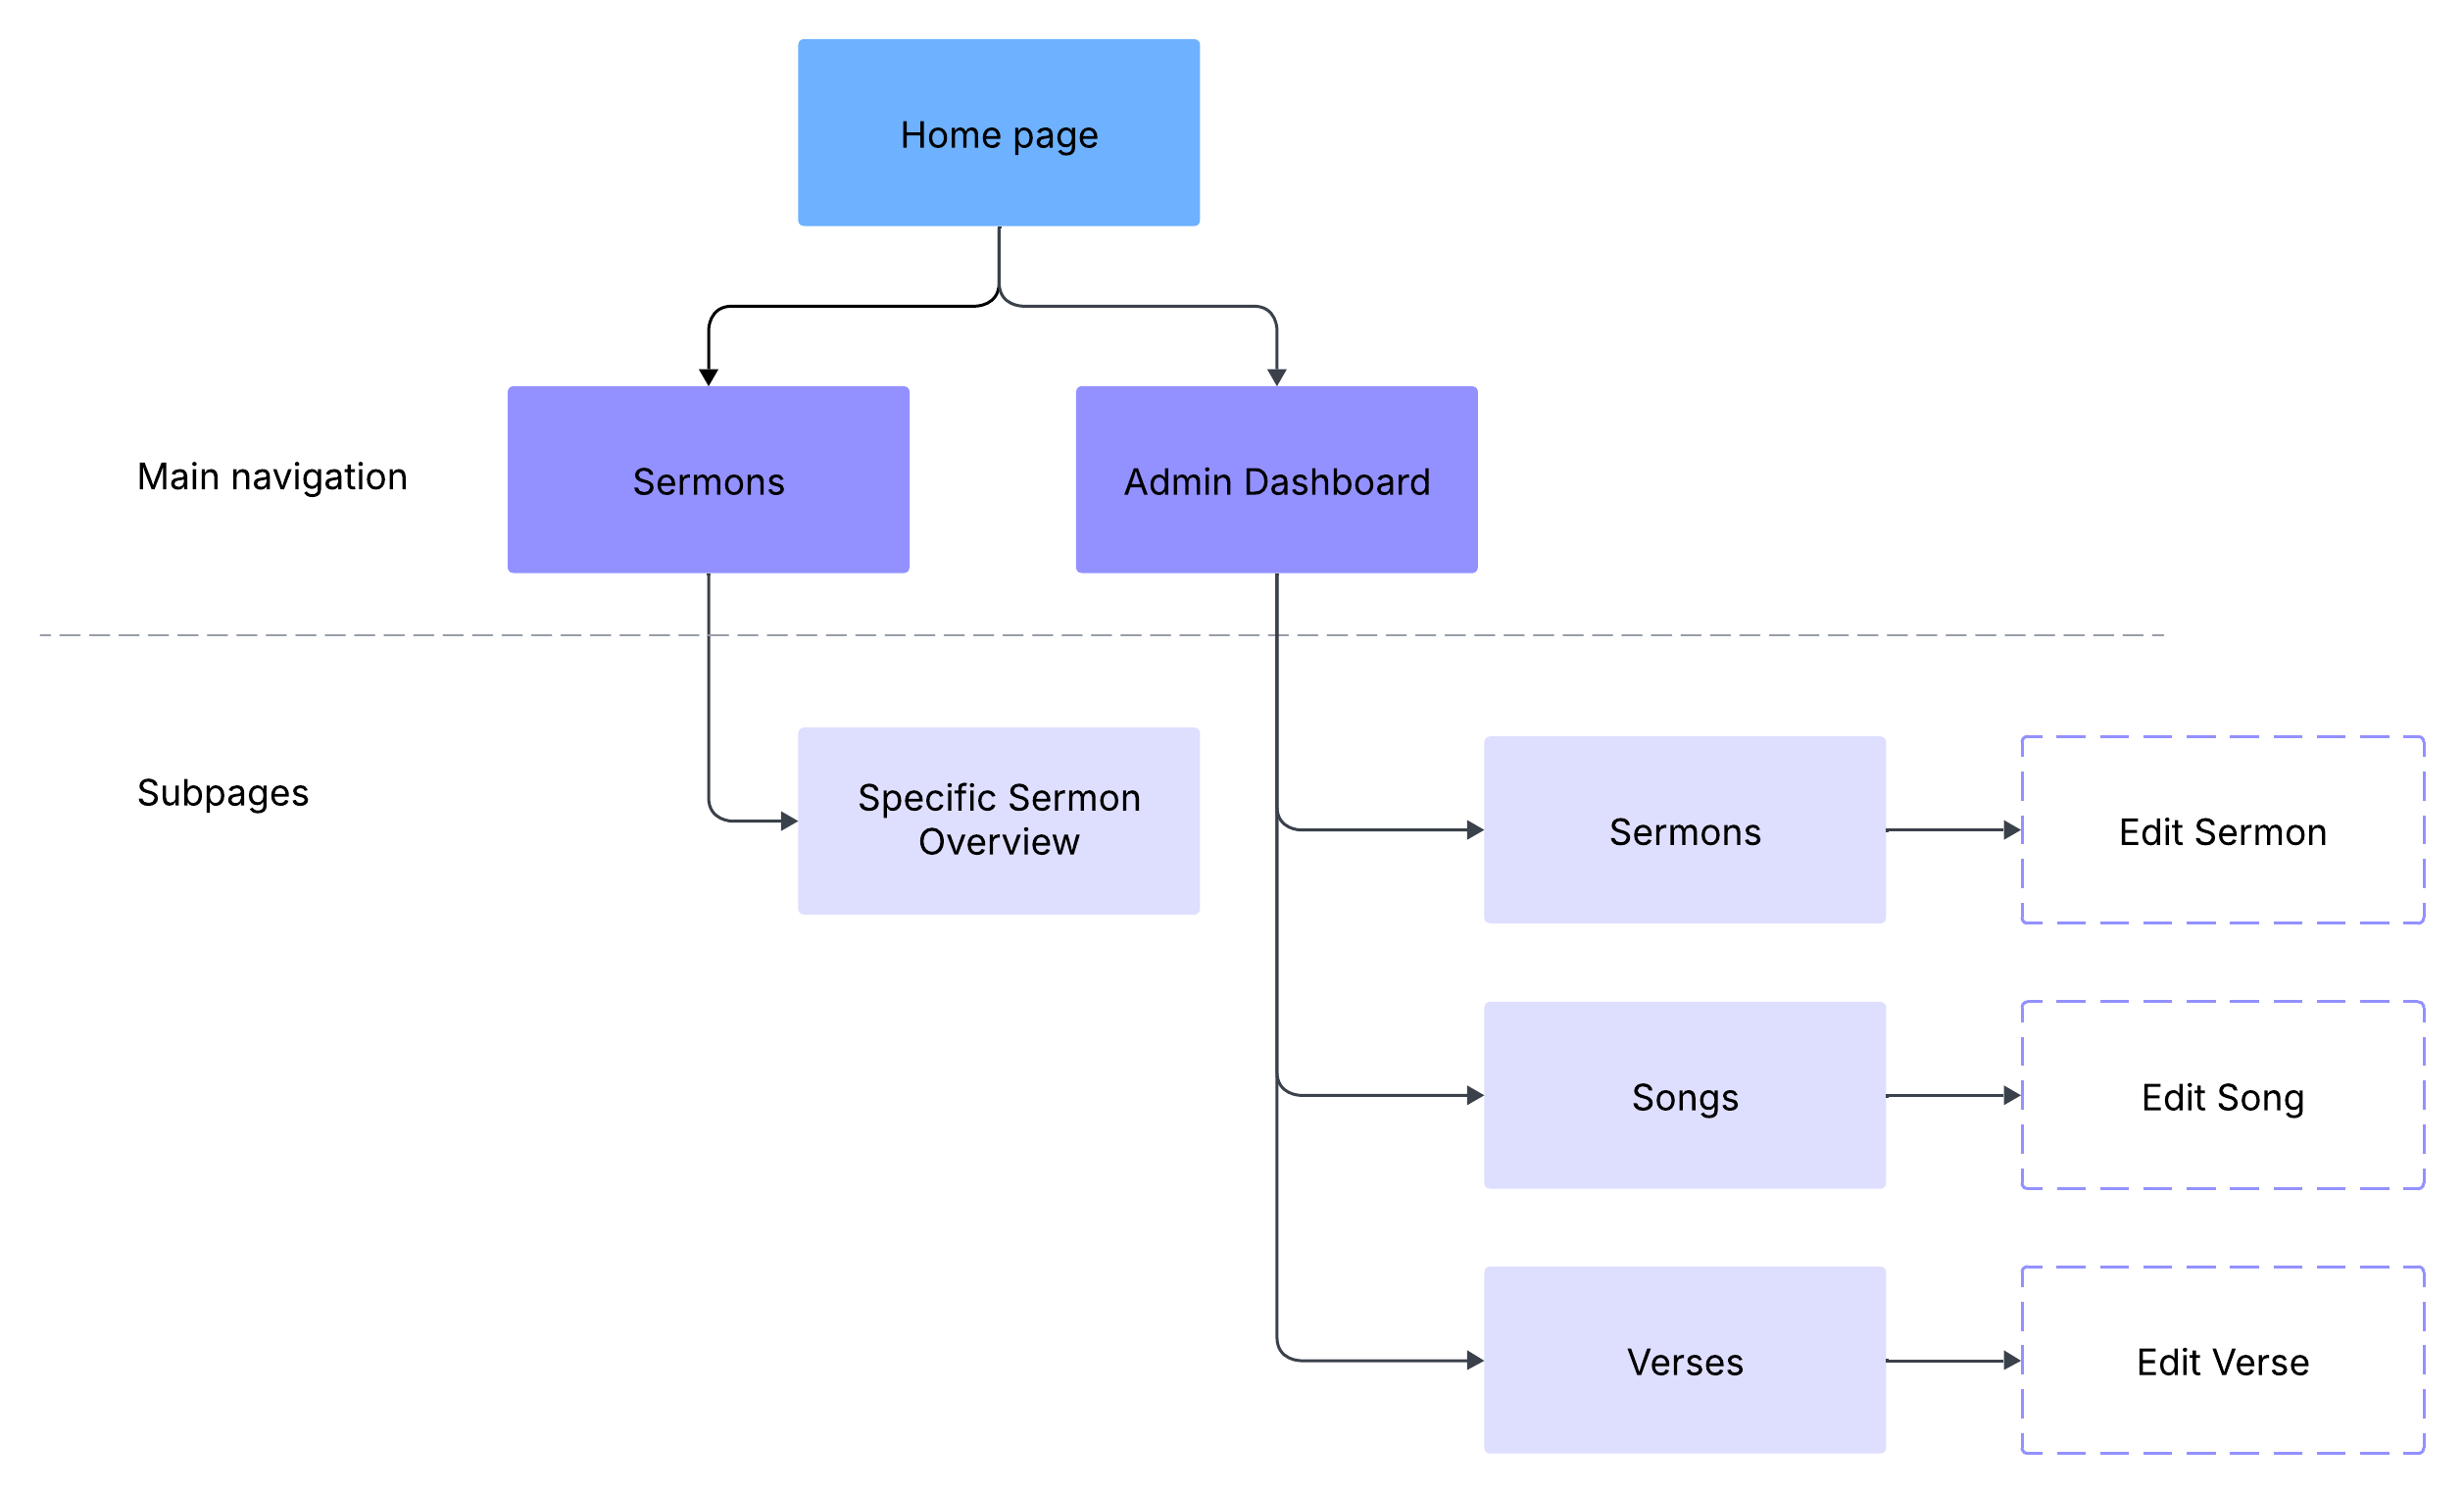 Home page
Main navigation
Sermons
Admin Dashboard
Subpages
Specific Sermon
Overview
Sermons
Edit Sermon
Songs
Edit Song
Verses
Edit Verse